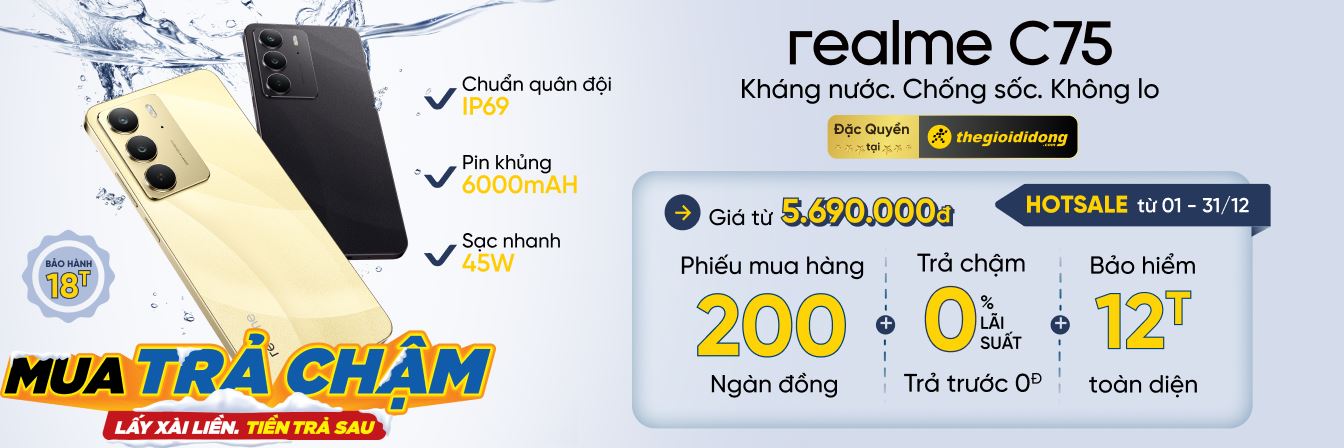 Chuẩn quân đội
IP69
Pin khủng
6000mAH
Sạc nhanh
45W
BẢO HÀNH
18T
realme
MUA TRẢ CHẬM
LẤY XÀI LIỀN. TIỀN TRẢ SAU
realme C75
Kháng nước. Chống sốc. Không lo
Đặc Quyền
tại
thegioididong
.com
Giá từ 5.690.000đ
HOTSALE từ 01 - 31/12
Phiếu mua hàng
200
Ngàn đồng
+
Trả chậm
0% LÃI SUẤT
Trả trước 0Đ
+
Bảo hiểm
12T
toàn diện